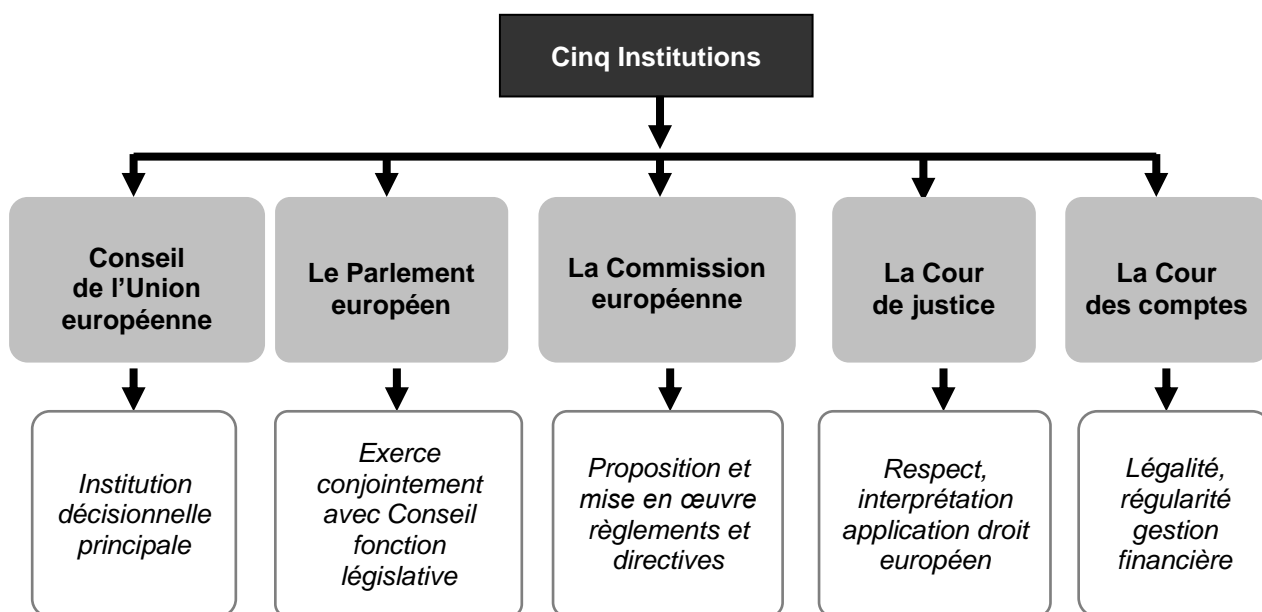 Cinq Institutions
Conseil
de l’Union
européenne
Le Parlement
européen
La Commission
européenne
La Cour
de justice
La Cour
des comptes
Institution
décisionnelle
principale
Exerce
conjointement
avec Conseil
fonction
législative
Proposition et
mise en œuvre
règlements et
directives
Respect,
interprétation
application droit
européen
Légalité,
régularité
gestion
financière